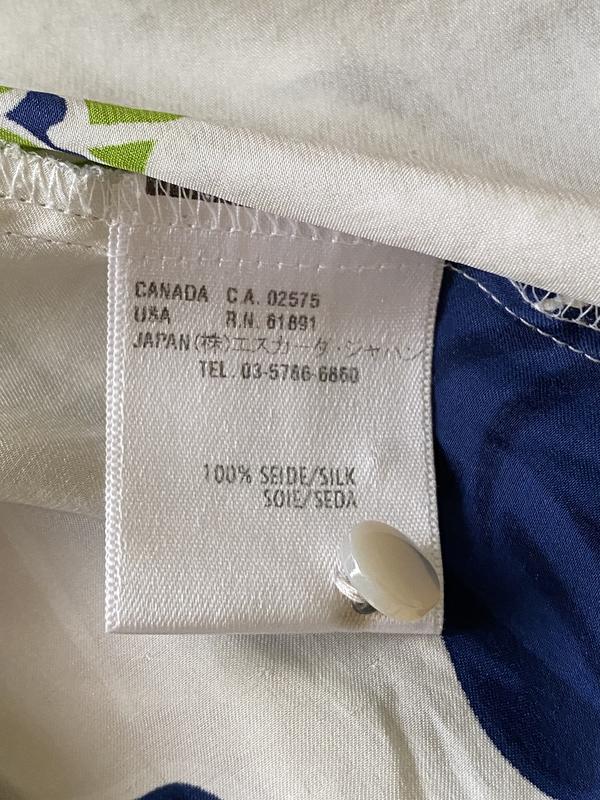 CANADA C.A. 02575
USA R.N. 61891
JAPAN (株)エスカーダ・ジャパン
TEL. 03-5786-6860
100% SEIDE/SILK
SOIE/SEDA